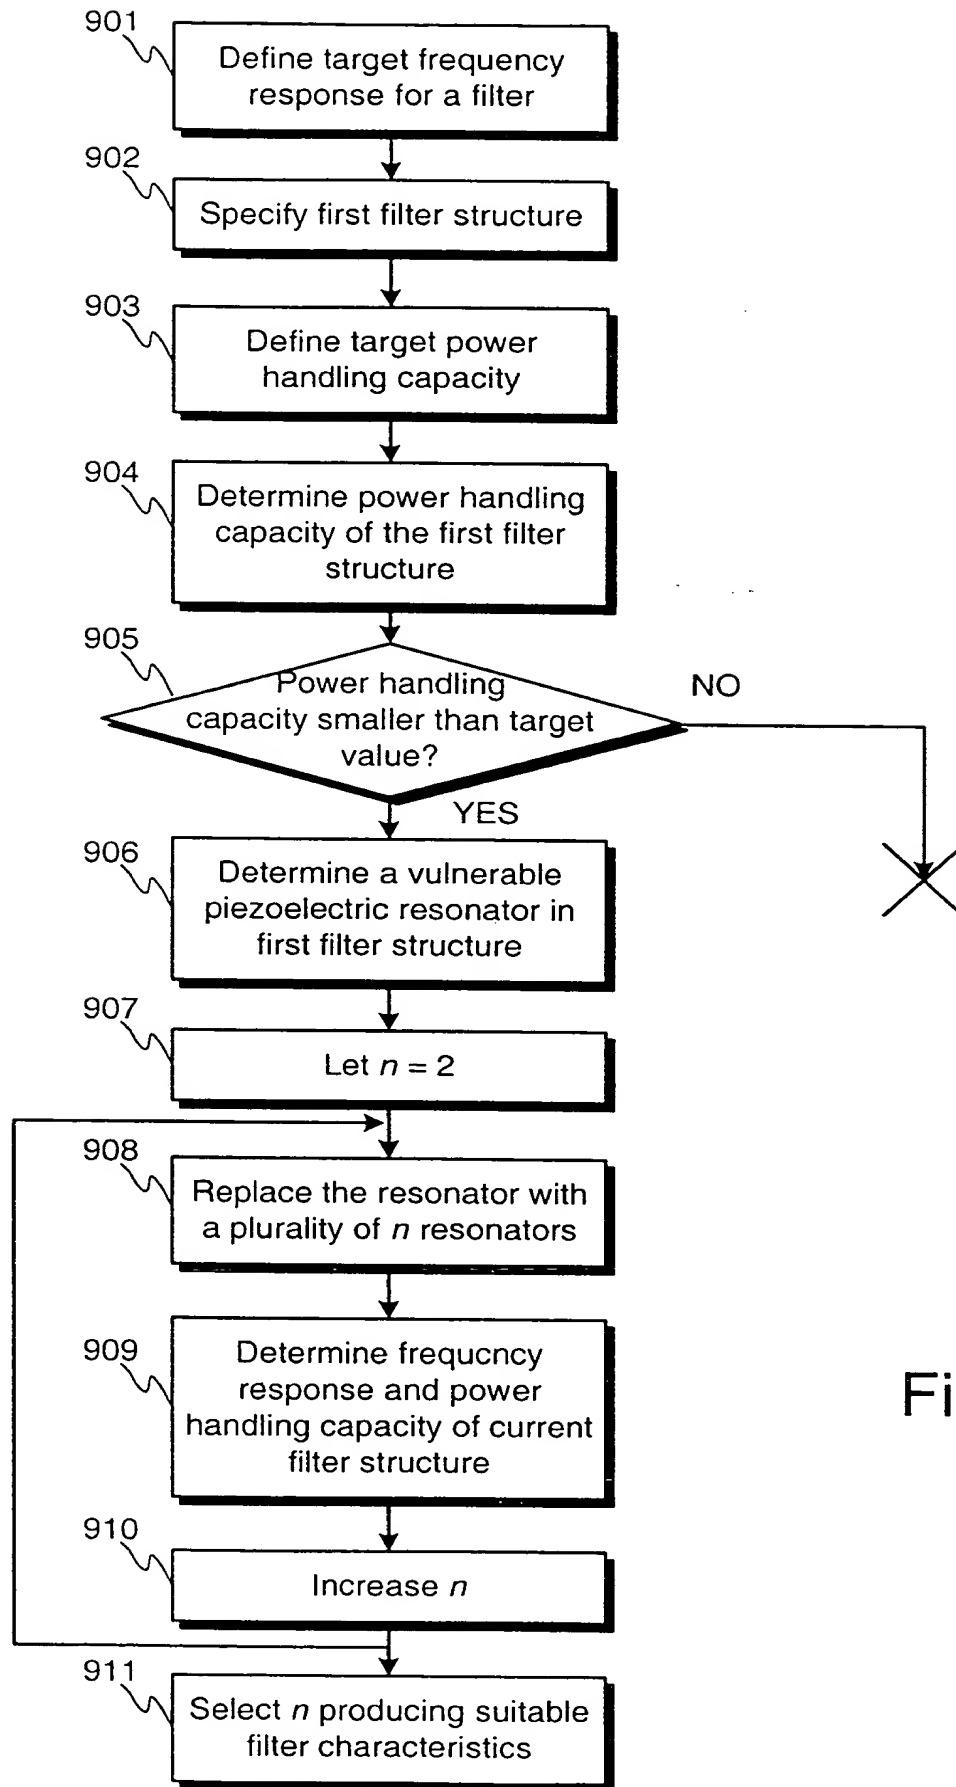 901
Define target frequency
response for a filter
902
Specify first filter structure
903
Define target power
handling capacity
904
Determine power handling
capacity of the first filter
structure
905
Power handling
capacity smaller than target
value?
NO
YES
906
Determine a vulnerable
piezoelectric resonator in
first filter structure
907
Let n = 2
908
Replace the resonator with
a plurality of n resonators
909
Determine frequcncy
response and power
handling capacity of current
filter structure
Fi
910
Increase n
911
Select n producing suitable
filter characteristics